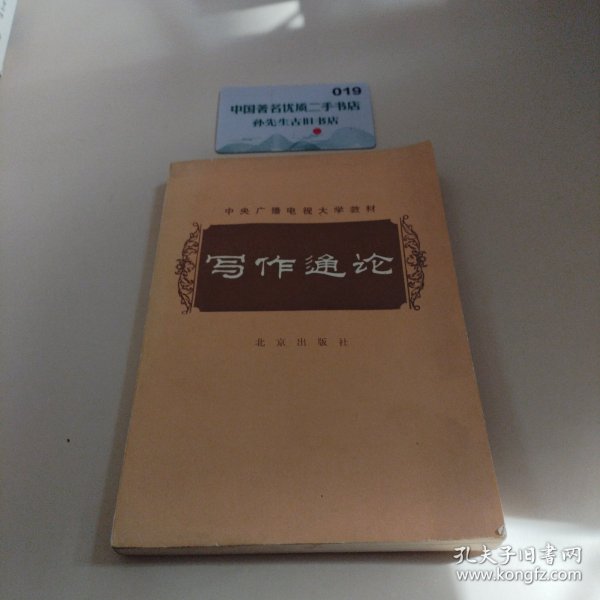 019
中国著名优质二手书店
孙先生古旧书店
中央广播电视大学教材
写作通论
北京出版社
孔夫子旧书网
www.kongfz.com